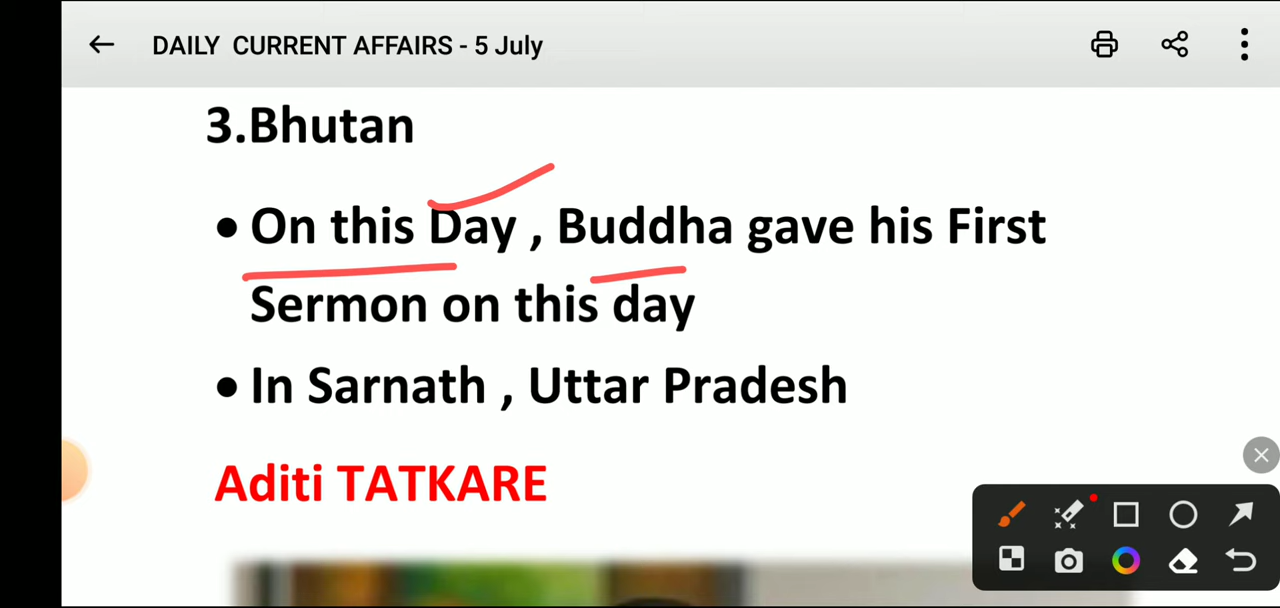 DAILY CURRENT AFFAIRS - 5 July
3.Bhutan
• On this Day , Buddha gave his First
Sermon on this day
• In Sarnath , Uttar Pradesh
Aditi TATKARE